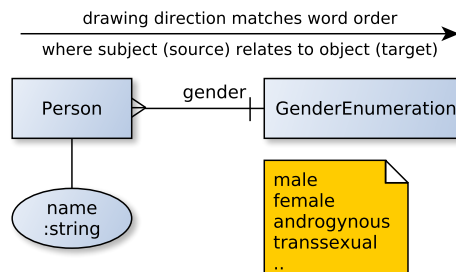 drawing direction matches word order
where subject (source) relates to object (target)
Person
gender
GenderEnumeration
name
:string
male
female
androgynous
transsexual
..